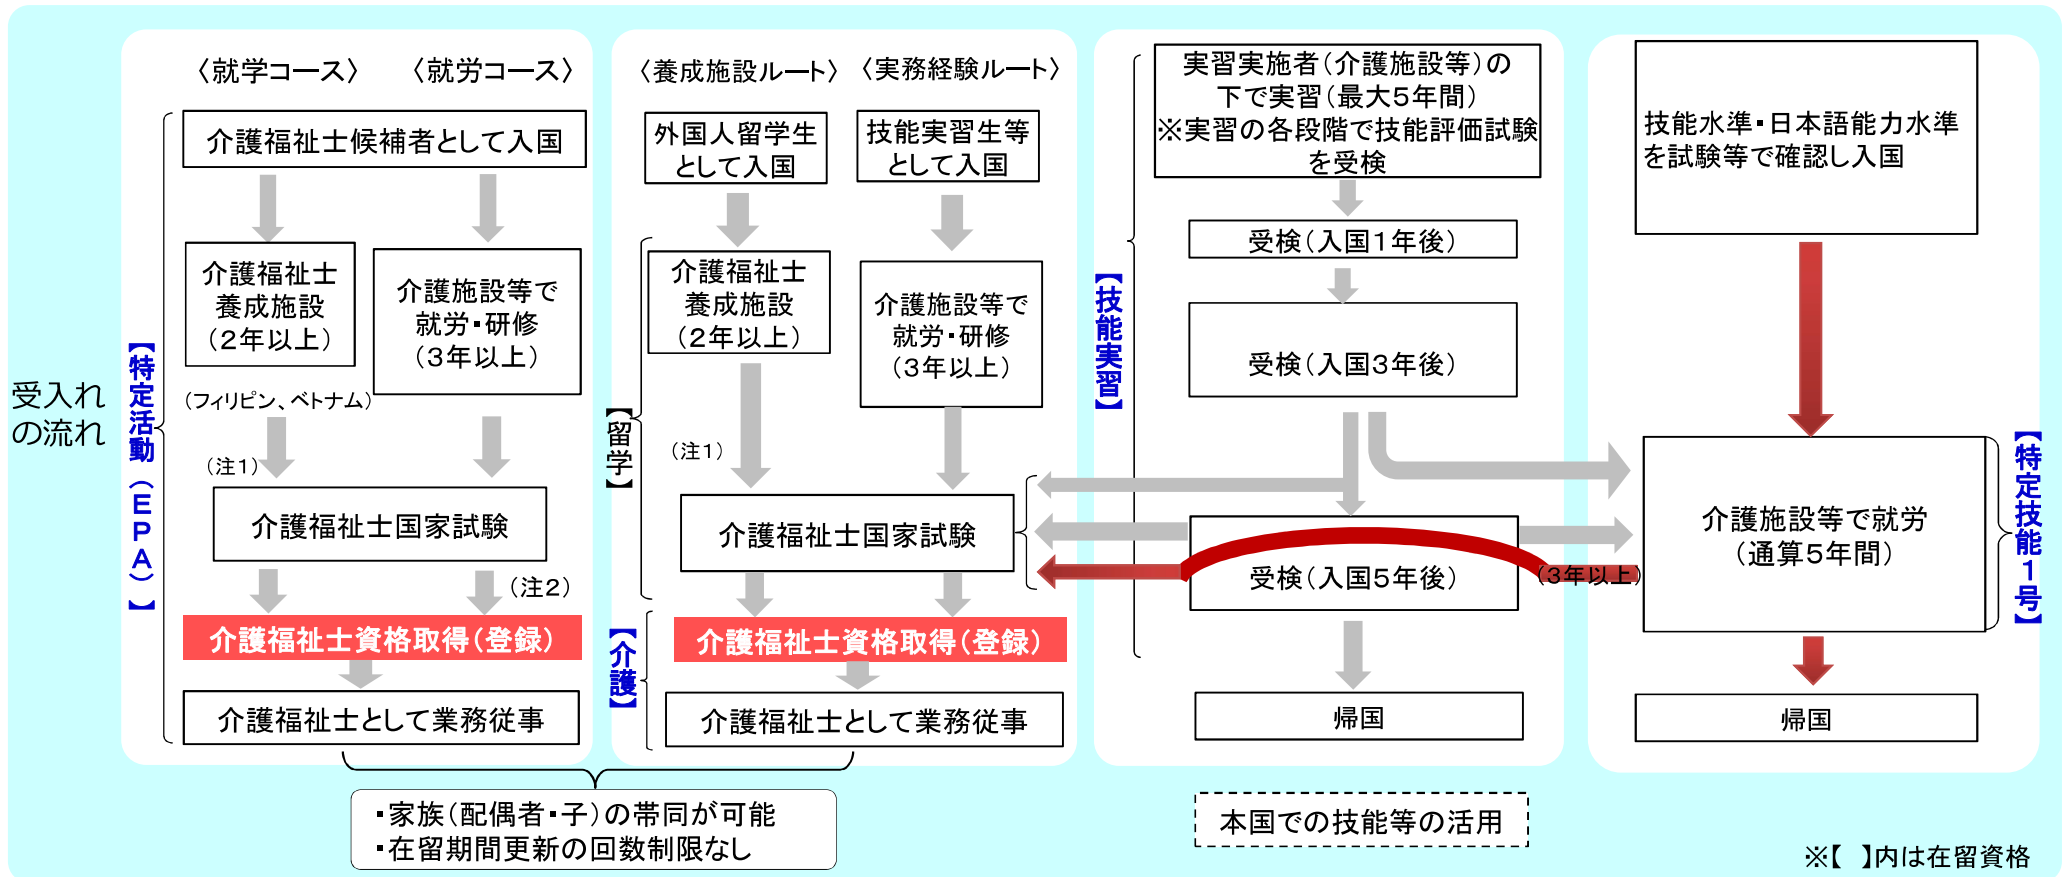 受入れ
の流れ
【特定活動（ＥＰＡ）】
〈就学コース〉
〈就労コース〉
介護福祉士候補者として入国
介護福祉士
養成施設
（２年以上）
介護施設等で
就労・研修
（３年以上）
（フィリピン、ベトナム）
（注１）
介護福祉士国家試験
（注２）
介護福祉士資格取得（登録）
介護福祉士として業務従事
〈養成施設ルート〉
〈実務経験ルート〉
外国人留学生
として入国
技能実習生等
として入国
【留学】
介護福祉士
養成施設
（２年以上）
介護施設等で
就労・研修
（３年以上）
（注１）
介護福祉士国家試験
【介護】
介護福祉士資格取得（登録）
介護福祉士として業務従事
・家族（配偶者・子）の帯同が可能
・在留期間更新の回数制限なし
【技能実習】
実習実施者（介護施設等）の
下で実習（最大５年間）
※実習の各段階で技能評価試験
を受検
受検（入国１年後）
受検（入国３年後）
受検（入国５年後）
帰国
本国での技能等の活用
技能水準・日本語能力水準
を試験等で確認し入国
介護施設等で就労
（通算５年間）
（３年以上）
【特定技能１号】
帰国
※【　】内は在留資格